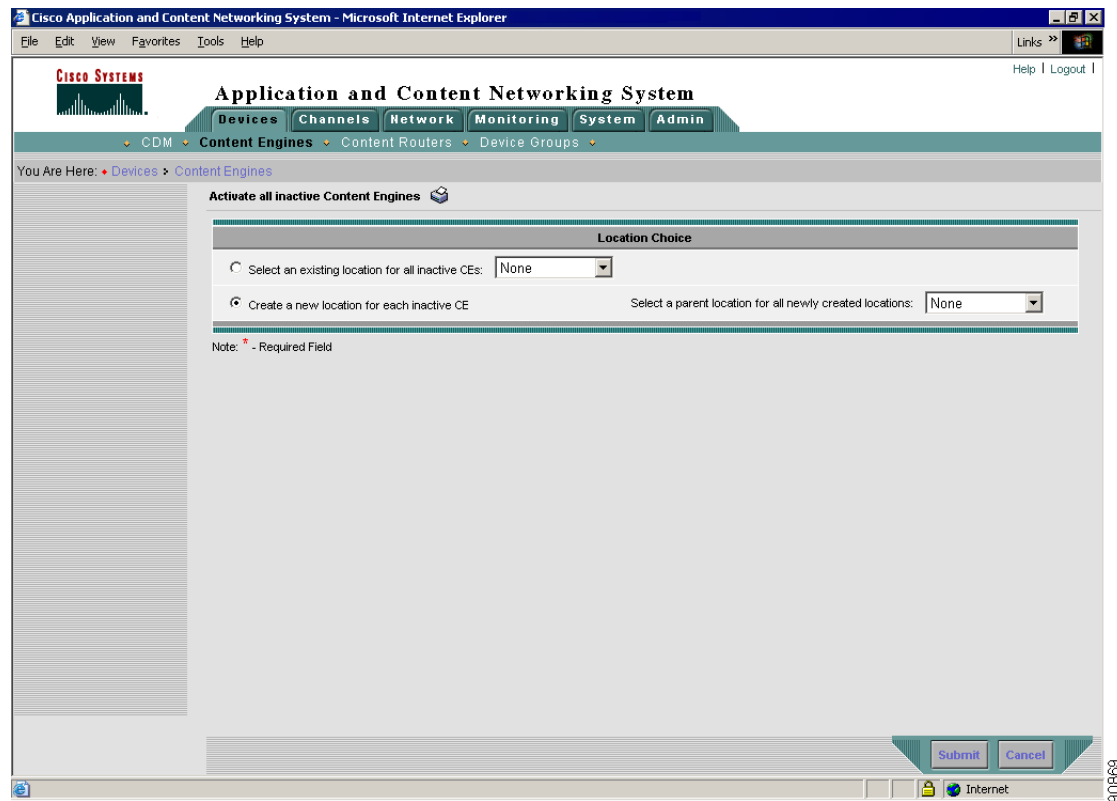 Cisco Application and Content Networking System - Microsoft Internet Explorer
File Edit View Favorites Tools Help Links »
CISCO SYSTEMS
Help | Logout |
Application and Content Networking System
Devices Channels Network Monitoring System Admin
CDM Content Engines Content Routers Device Groups
You Are Here: Devices Content Engines
Activate all inactive Content Engines
Location Choice
Select an existing location for all inactive CEs: None
Create a new location for each inactive CE Select a parent location for all newly created locations: None
Note: * - Required Field
Submit Cancel
Internet